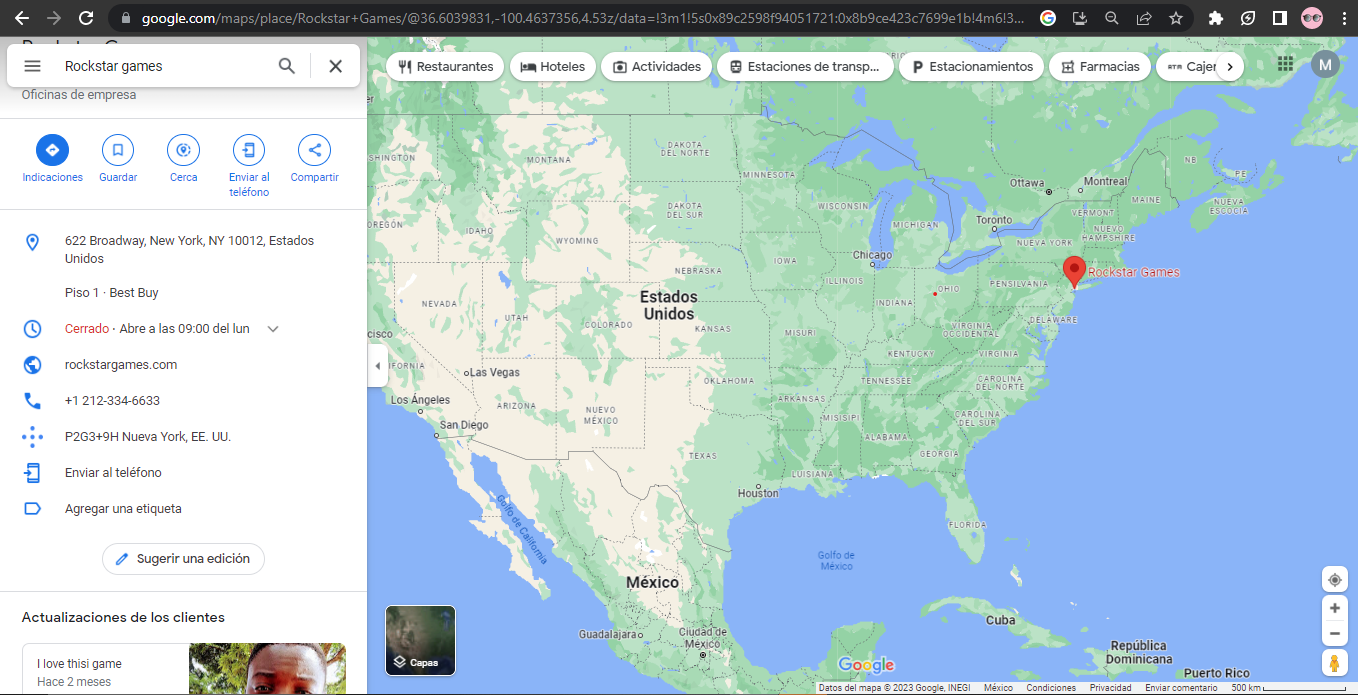 google.com/maps/place/Rockstar+Games/@36.6039831,-100.4637356,4.53z/data=!3m1!5s0x89c2598f94051721:0x8b9ce423c7699e1b!4m6!3...
Rockstar games
Oficinas de empresa
Indicaciones
Guardar
Cerca
Enviar al
teléfono
Compartir
622 Broadway, New York, NY 10012, Estados
Unidos
Piso 1 · Best Buy
Cerrado · Abre a las 09:00 del lun
rockstargames.com
+1 212-334-6633
P2G3+9H Nueva York, EE. UU.
Enviar al teléfono
Agregar una etiqueta
Sugerir una edición
Actualizaciones de los clientes
I love thisi game
Hace 2 meses
Restaurantes
Hoteles
Actividades
Estaciones de transp...
Estacionamientos
Farmacias
ATM Cajer
M
SHINGTON
MONTANA
DAKOTA
DEL NORTE
MINNESOTA
OREGÓN
IDAHO
WYOMING
DAKOTA
DEL SUR
WISCONSIN
MICHIGAN
Ottawa
Montreal
NB
PE
MAINE
NUEVA
ESCOCIA
Toronto
VERMONT
NUEVO
HAMPSHIRE
NUEVA YORK
Chicago
IOWA
NEBRASKA
ILLINOIS
INDIANA
OHIO
PENSILVANIA
Rockstar Games
NEVADA
UTAH
COLORADO
Estados
Unidos
KANSAS
MISURI
VIRGINIA
OCCIDENTAL
DELAWARE
VIRGINIA
KENTUCKY
cisco
IFORNIA
Las Vegas
Los Ángeles
San Diego
ARIZONA
NUEVO
MÉXICO
OKLAHOMA
ARKANSAS
TENNESSEE
CAROLINA
DEL NORTE
CAROLINA
DEL SUR
MISISIPI
ALABAMA
GEORGIA
TEXAS
LUISIANA
Houston
FLORIDA
Golfo de California
Golfo de
México
México
Guadalajara
Ciudad de
México
Cuba
República
Dominicana
Puerto Rico
Capas
Google
Datos del mapa © 2023 Google, INEGI México Condiciones Privacidad Enviar comentario 500 km